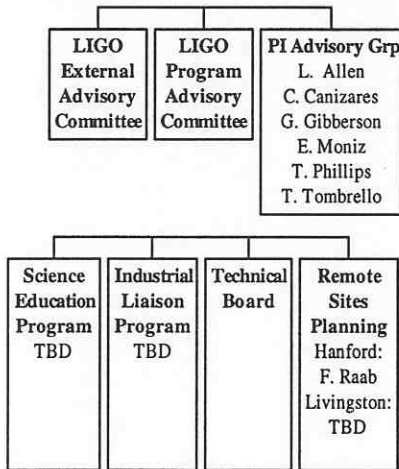 LIGO
External
Advisory
Committee
LIGO
Program
Advisory
Committee
PI Advisory Grp
L. Allen
C. Canizares
G. Gibberson
E. Moniz
T. Phillips
T. Tombrello
Science
Education
Program
TBD
Industrial
Liaison
Program
TBD
Technical
Board
Remote
Sites
Planning
Hanford:
F. Raab
Livingston:
TBD